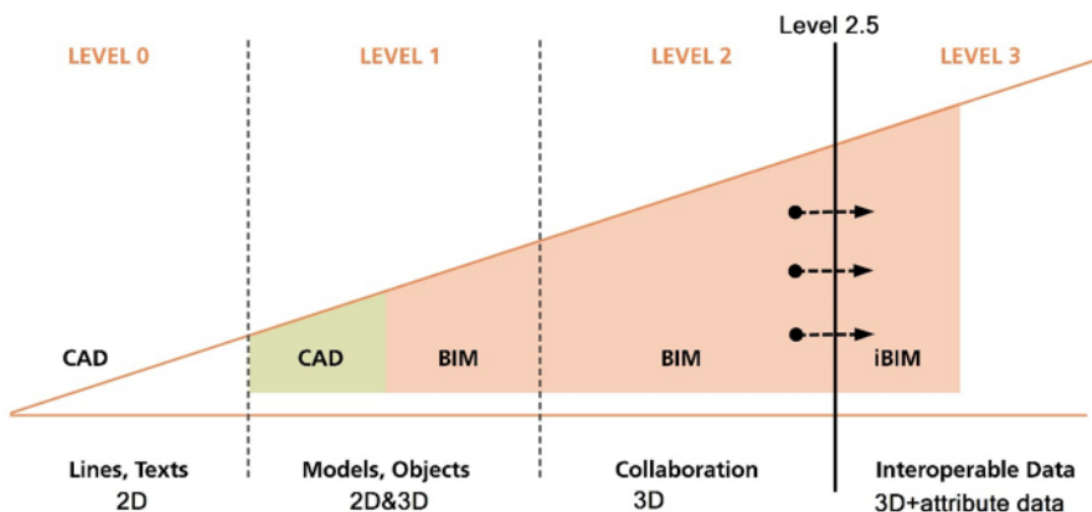 Level 2.5
LEVEL 0 LEVEL 1 LEVEL 2 LEVEL 3
CAD CAD BIM BIM iBIM
Lines, Texts Models, Objects Collaboration Interoperable Data
2D 2D&3D 3D 3D+attribute data